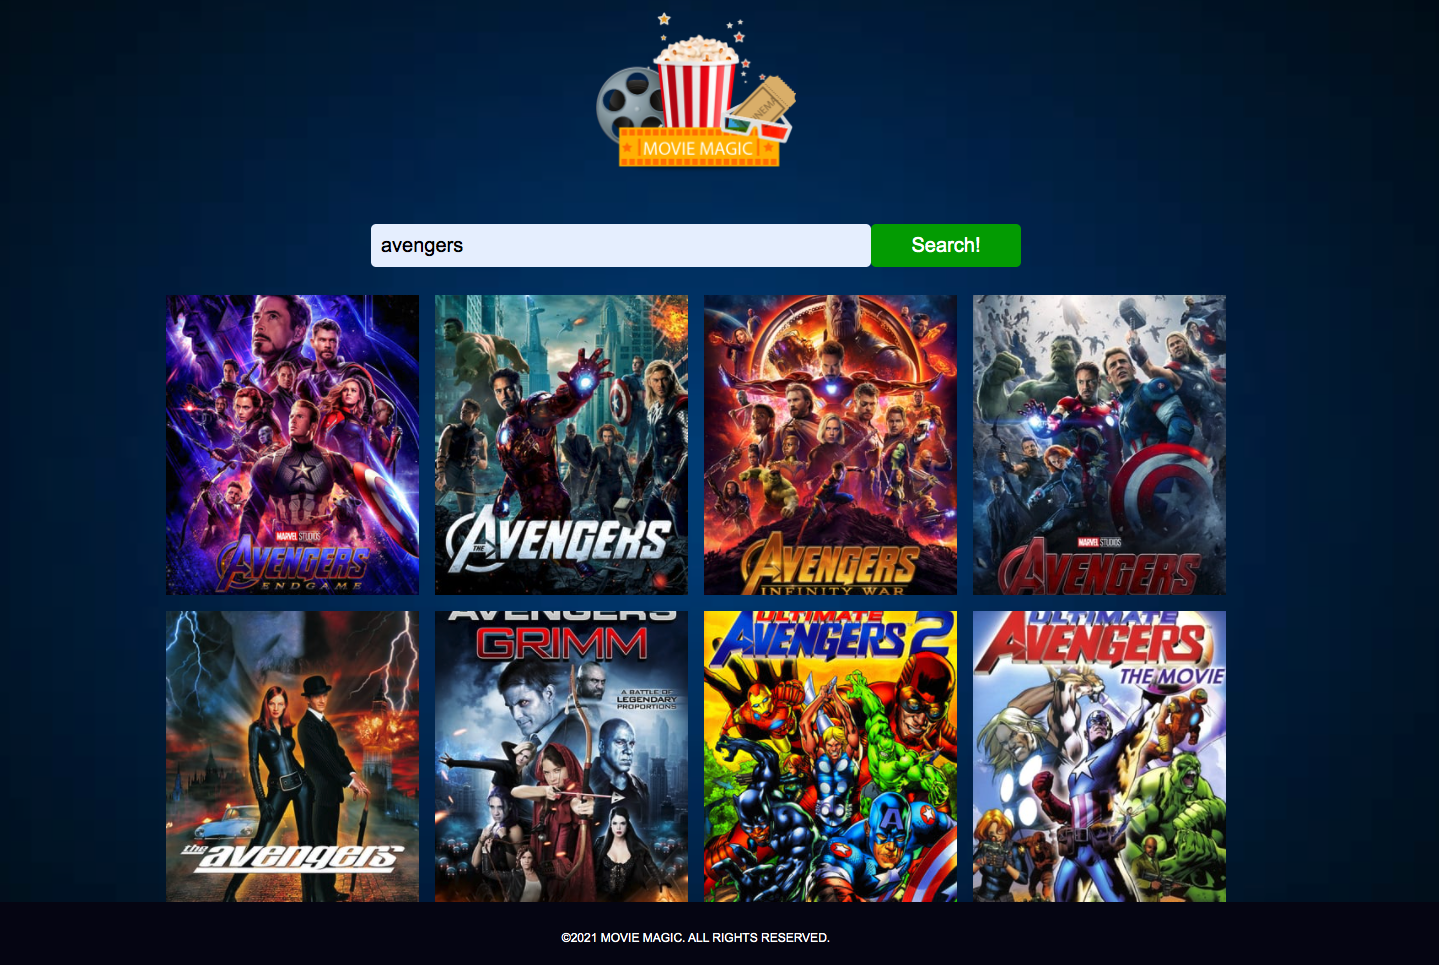 CINEMA
MOVIE MAGIC
avengers
Search!
MARVEL STUDIOS
AVENGERS
ENDGAME
THE AVENGERS
AVENGERS
INFINITY WAR
MARVEL STUDIOS
AVENGERS
the avengers
AVENGERS
GRIMM
A BATTLE OF
LEGENDARY
PROPORTIONS
ULTIMATE
AVENGERS 2
ULTIMATE
AVENGERS
THE MOVIE
©2021 MOVIE MAGIC. ALL RIGHTS RESERVED.